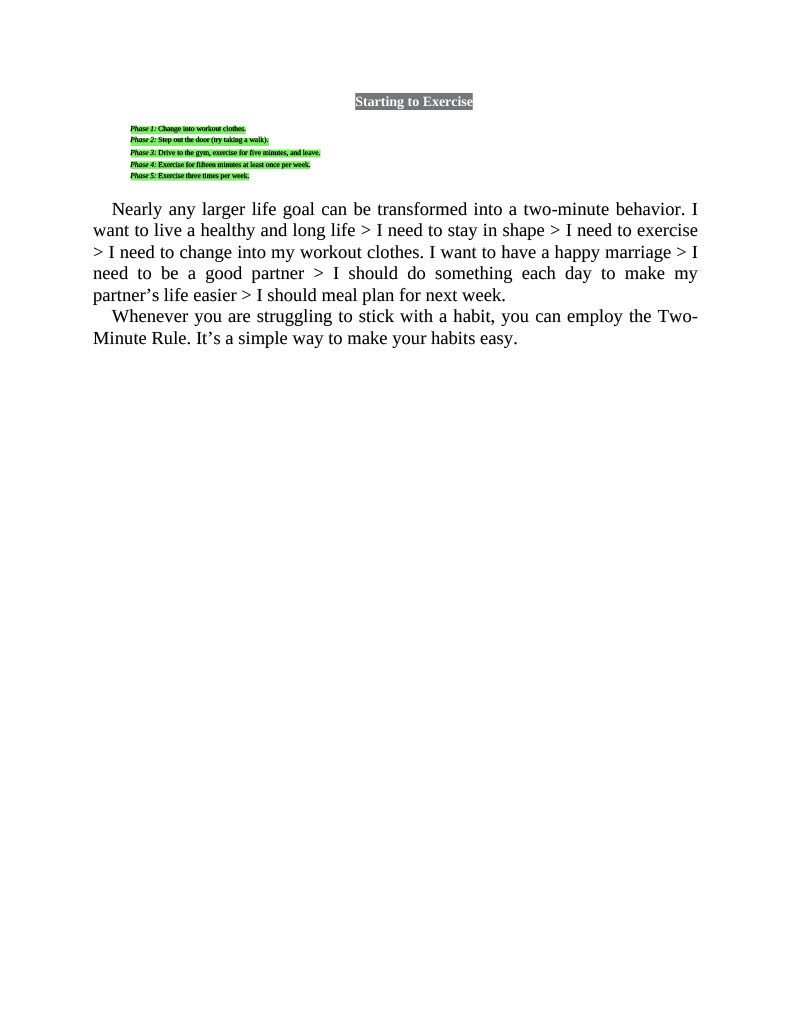 Starting to Exercise
Phase 1: Change into workout clothes.
Phase 2: Step out the door (try taking a walk).
Phase 3: Drive to the gym, exercise for five minutes, and leave.
Phase 4: Exercise for fifteen minutes at least once per week.
Phase 5: Exercise three times per week.
Nearly any larger life goal can be transformed into a two-minute behavior. I
want to live a healthy and long life > I need to stay in shape > I need to exercise
> I need to change into my workout clothes. I want to have a happy marriage > I
need to be a good partner > I should do something each day to make my
partner’s life easier > I should meal plan for next week.
Whenever you are struggling to stick with a habit, you can employ the Two-
Minute Rule. It’s a simple way to make your habits easy.